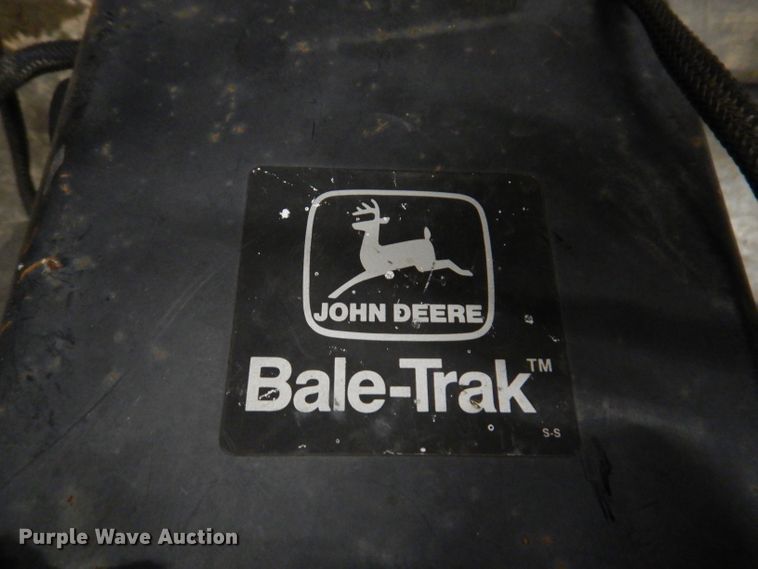 JOHN DEERE
Bale-Trak™
S-S
Purple Wave Auction